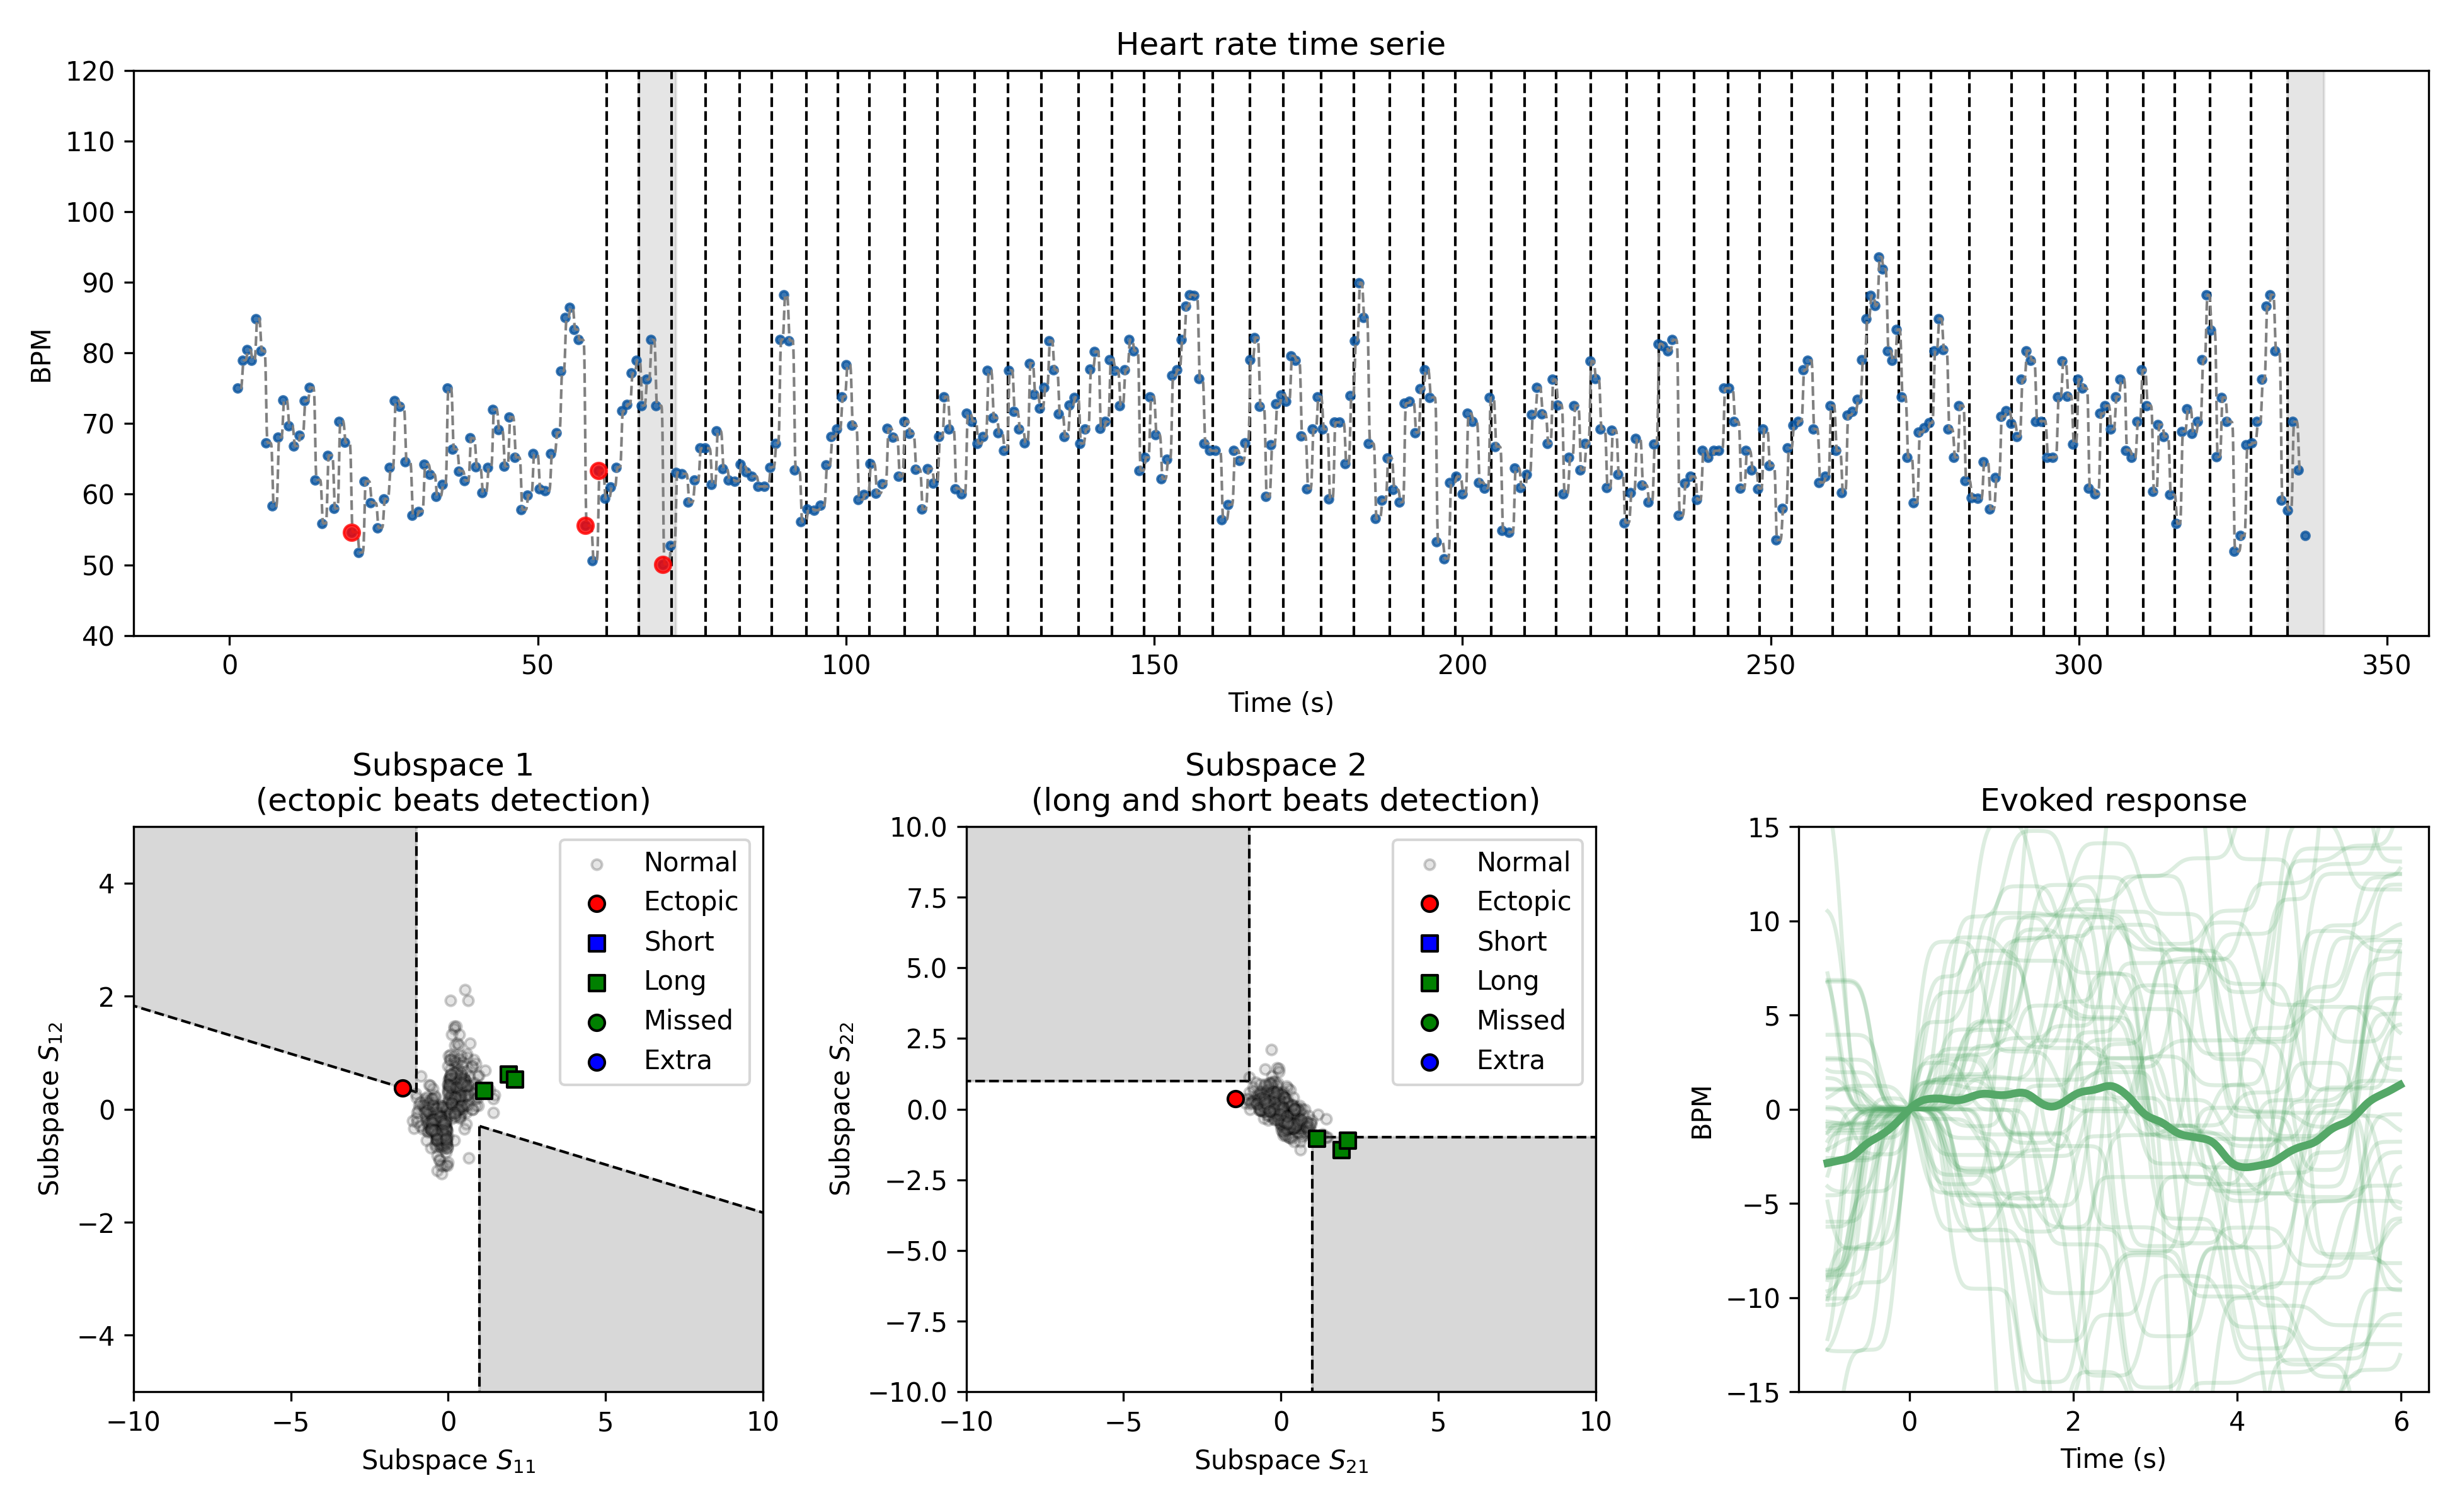 Heart rate time serie
120
110
100
90
80
70
60
50
40
BPM
0 50 100 150 200 250 300 350
Time (s)
Subspace 1
(ectopic beats detection)
4
2
0
−2
−4
Subspace S12
−10 −5 0 5 10
Subspace S11
Normal
Ectopic
Short
Long
Missed
Extra
Subspace 2
(long and short beats detection)
10.0
7.5
5.0
2.5
0.0
−2.5
−5.0
−7.5
−10.0
Subspace S22
−10 −5 0 5 10
Subspace S21
Normal
Ectopic
Short
Long
Missed
Extra
Evoked response
15
10
5
0
−5
−10
−15
BPM
0 2 4 6
Time (s)